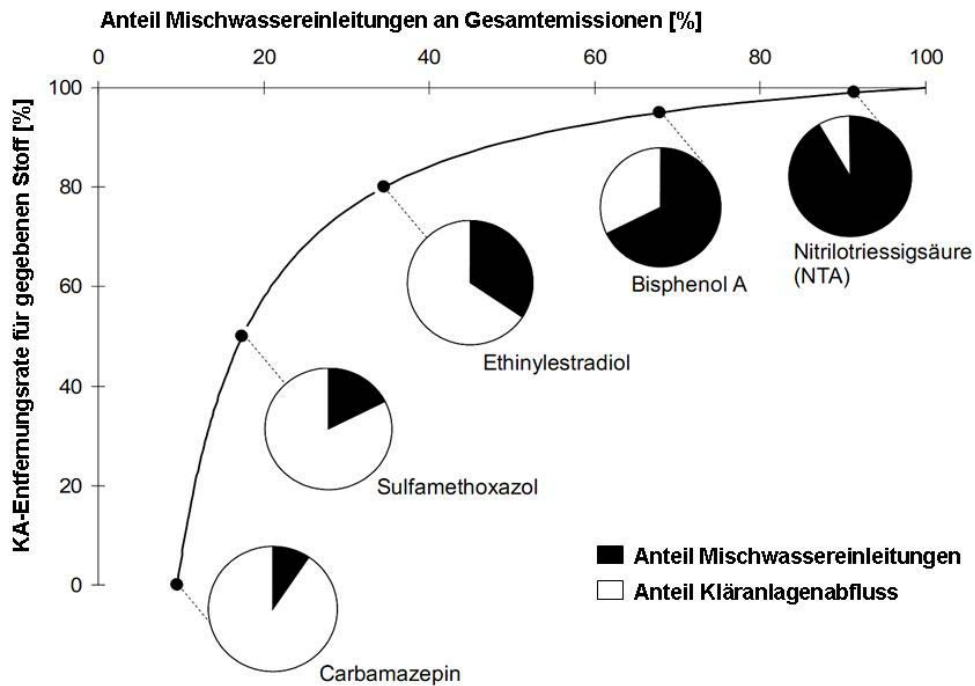 Anteil Mischwassereinleitungen an Gesamtemissionen [%]
0 20 40 60 80 100
KA-Entfernungsrate für gegebenen Stoff [%]
100
80
60
40
20
0
Nitrilotriessigsäure
(NTA)
Bisphenol A
Ethinylestradiol
Sulfamethoxazol
Carbamazepin
Anteil Mischwassereinleitungen
Anteil Kläranlagenabfluss